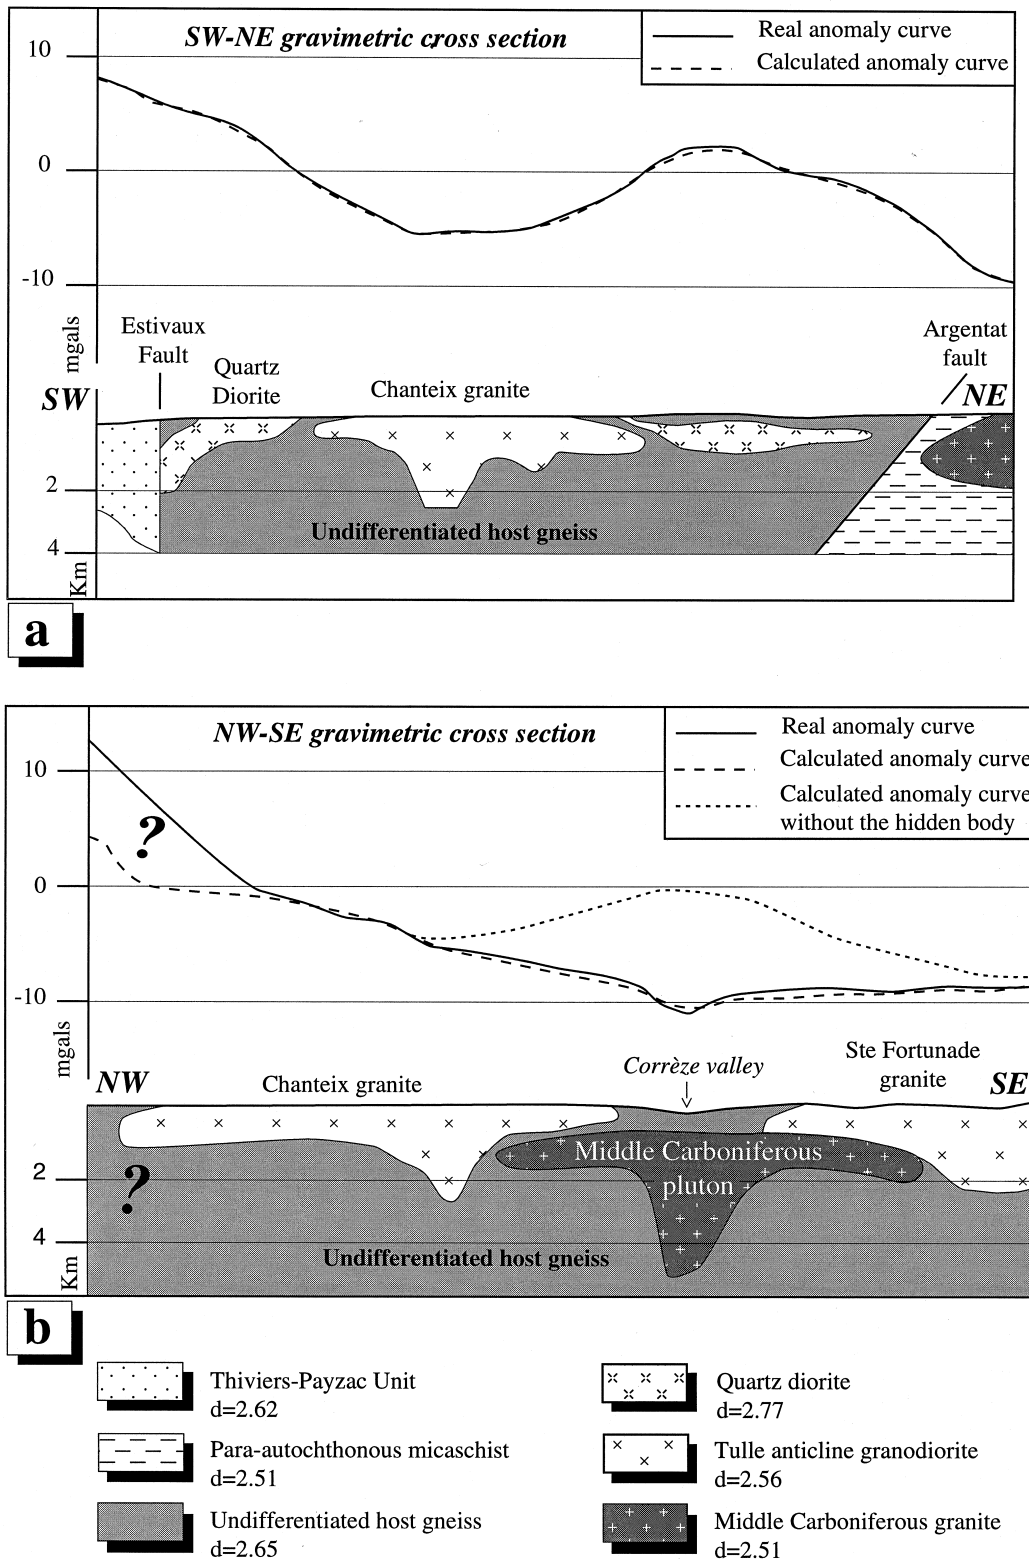 SW-NE gravimetric cross section
Real anomaly curve
Calculated anomaly curve
10
0
-10
mgals
Estivaux
Fault
Quartz
Diorite
Chanteix granite
Argentat
fault
SW
NE
2
4
Km
Undifferentiated host gneiss
a
NW-SE gravimetric cross section
Real anomaly curve
Calculated anomaly curve
Calculated anomaly curve
without the hidden body
10
?
0
-10
mgals
NW
Chanteix granite
Corrèze valley
Ste Fortunade
granite
SE
Middle Carboniferous
pluton
?
2
4
Km
Undifferentiated host gneiss
b
Thiviers-Payzac Unit
d=2.62
Para-autochthonous micaschist
d=2.51
Undifferentiated host gneiss
d=2.65
Quartz diorite
d=2.77
Tulle anticline granodiorite
d=2.56
Middle Carboniferous granite
d=2.51